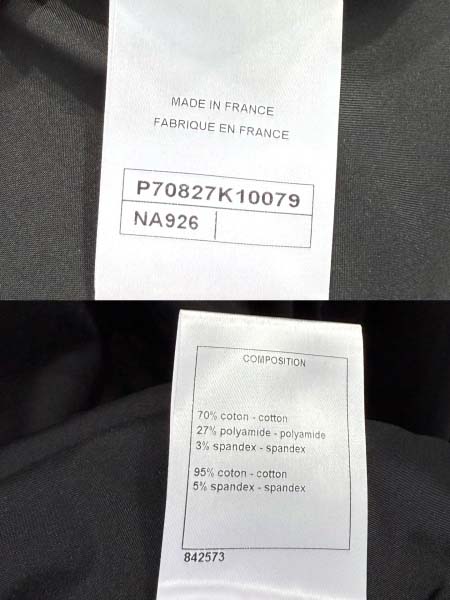 MADE IN FRANCE
FABRIQUE EN FRANCE
P70827K10079
NA926
COMPOSITION
70% coton - cotton
27% polyamide - polyamide
3% spandex - spandex
95% coton - cotton
5% spandex - spandex
842573